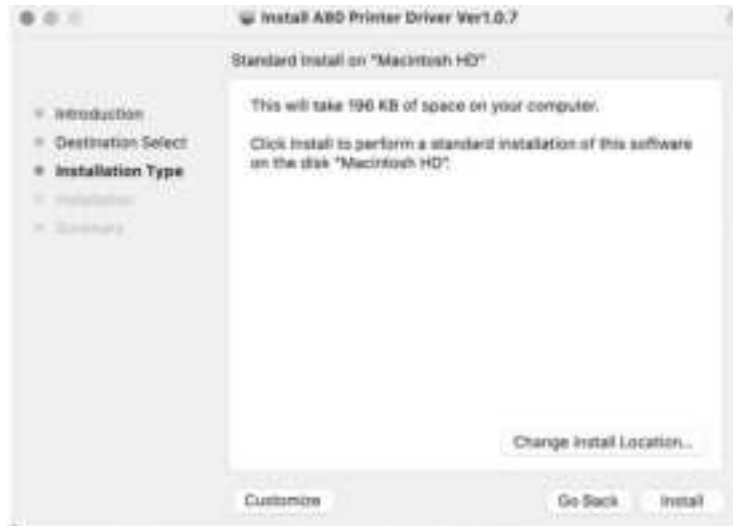 Install A80 Printer Driver Ver1.0.7
Standard Install on "Macintosh HD"
Introduction
Destination Select
Installation Type
Installation
Summary
This will take 196 KB of space on your computer.
Click Install to perform a standard installation of this software
on the disk "Macintosh HD".
Change Install Location...
Customize
Go Back
Install